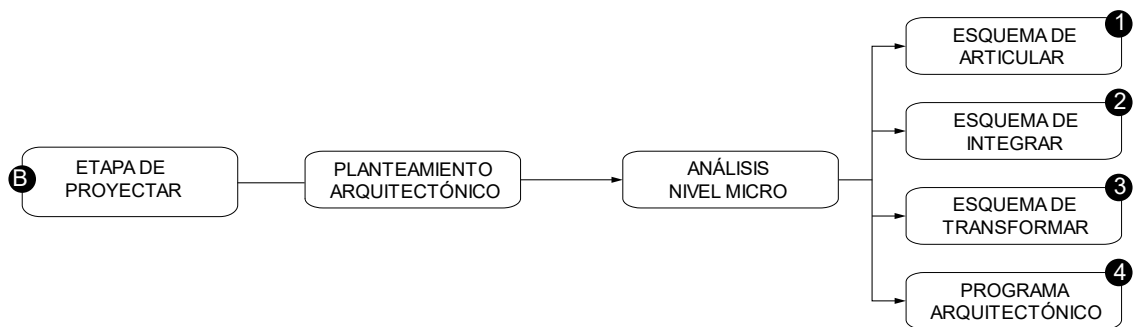 B
ETAPA DE
PROYECTAR
PLANTEAMIENTO
ARQUITECTÓNICO
ANÁLISIS
NIVEL MICRO
1
ESQUEMA DE
ARTICULAR
2
ESQUEMA DE
INTEGRAR
3
ESQUEMA DE
TRANSFORMAR
4
PROGRAMA
ARQUITECTÓNICO